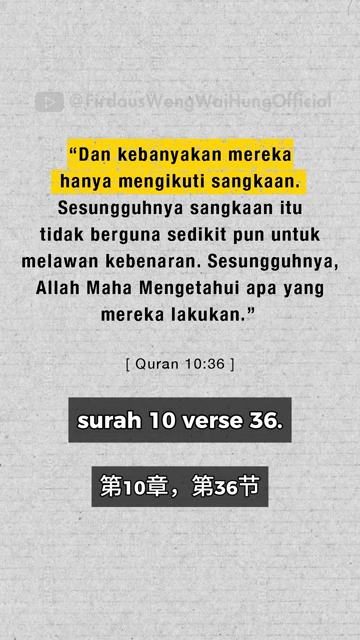 @FirdausWongWaiHungOfficial
“Dan kebanyakan mereka
hanya mengikuti sangkaan.
Sesungguhnya sangkaan itu
tidak berguna sedikit pun untuk
melawan kebenaran. Sesungguhnya,
Allah Maha Mengetahui apa yang
mereka lakukan.”
[ Quran 10:36 ]
surah 10 verse 36.
第10章，第36节